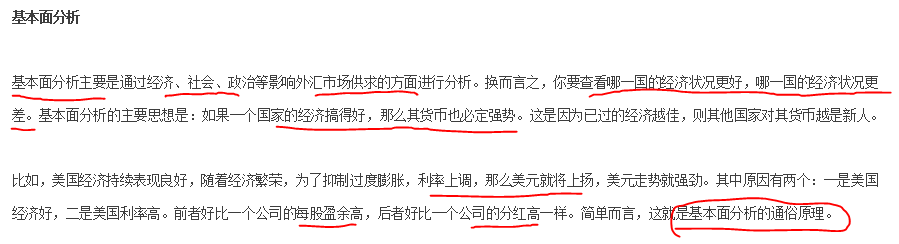 基本面分析
基本面分析主要是通过经济、社会、政治等影响外汇市场供求的方面进行分析。换而言之，你要查看哪一国的经济状况更好，哪一国的经济状况更
差。基本面分析的主要思想是：如果一个国家的经济搞得好，那么其货币也必定强势。这是因为已过的经济越佳，则其他国家对其货币越是新人。
比如，美国经济持续表现良好，随着经济繁荣，为了抑制过度膨胀，利率上调，那么美元就将上扬，美元走势就强劲。其中原因有两个：一是美国
经济好，二是美国利率高。前者好比一个公司的每股盈余高，后者好比一个公司的分红高一样。简单而言，这就是基本面分析的通俗原理。